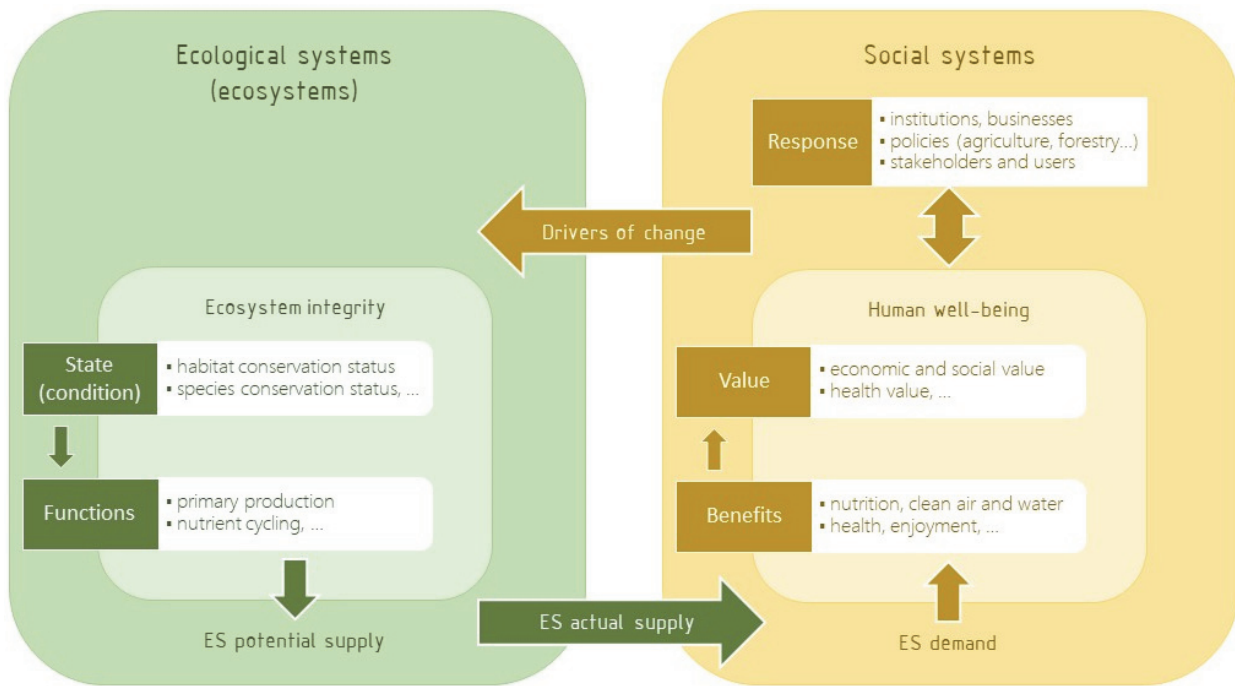 Ecological systems
(ecosystems)
Ecosystem integrity
State
(condition)
▪ habitat conservation status
▪ species conservation status, ...
Functions
▪ primary production
▪ nutrient cycling, ...
ES potential supply
Drivers of change
ES actual supply
Social systems
Response
▪ institutions, businesses
▪ policies (agriculture, forestry...)
▪ stakeholders and users
Human well-being
Value
▪ economic and social value
▪ health value, ...
Benefits
▪ nutrition, clean air and water
▪ health, enjoyment, ...
ES demand